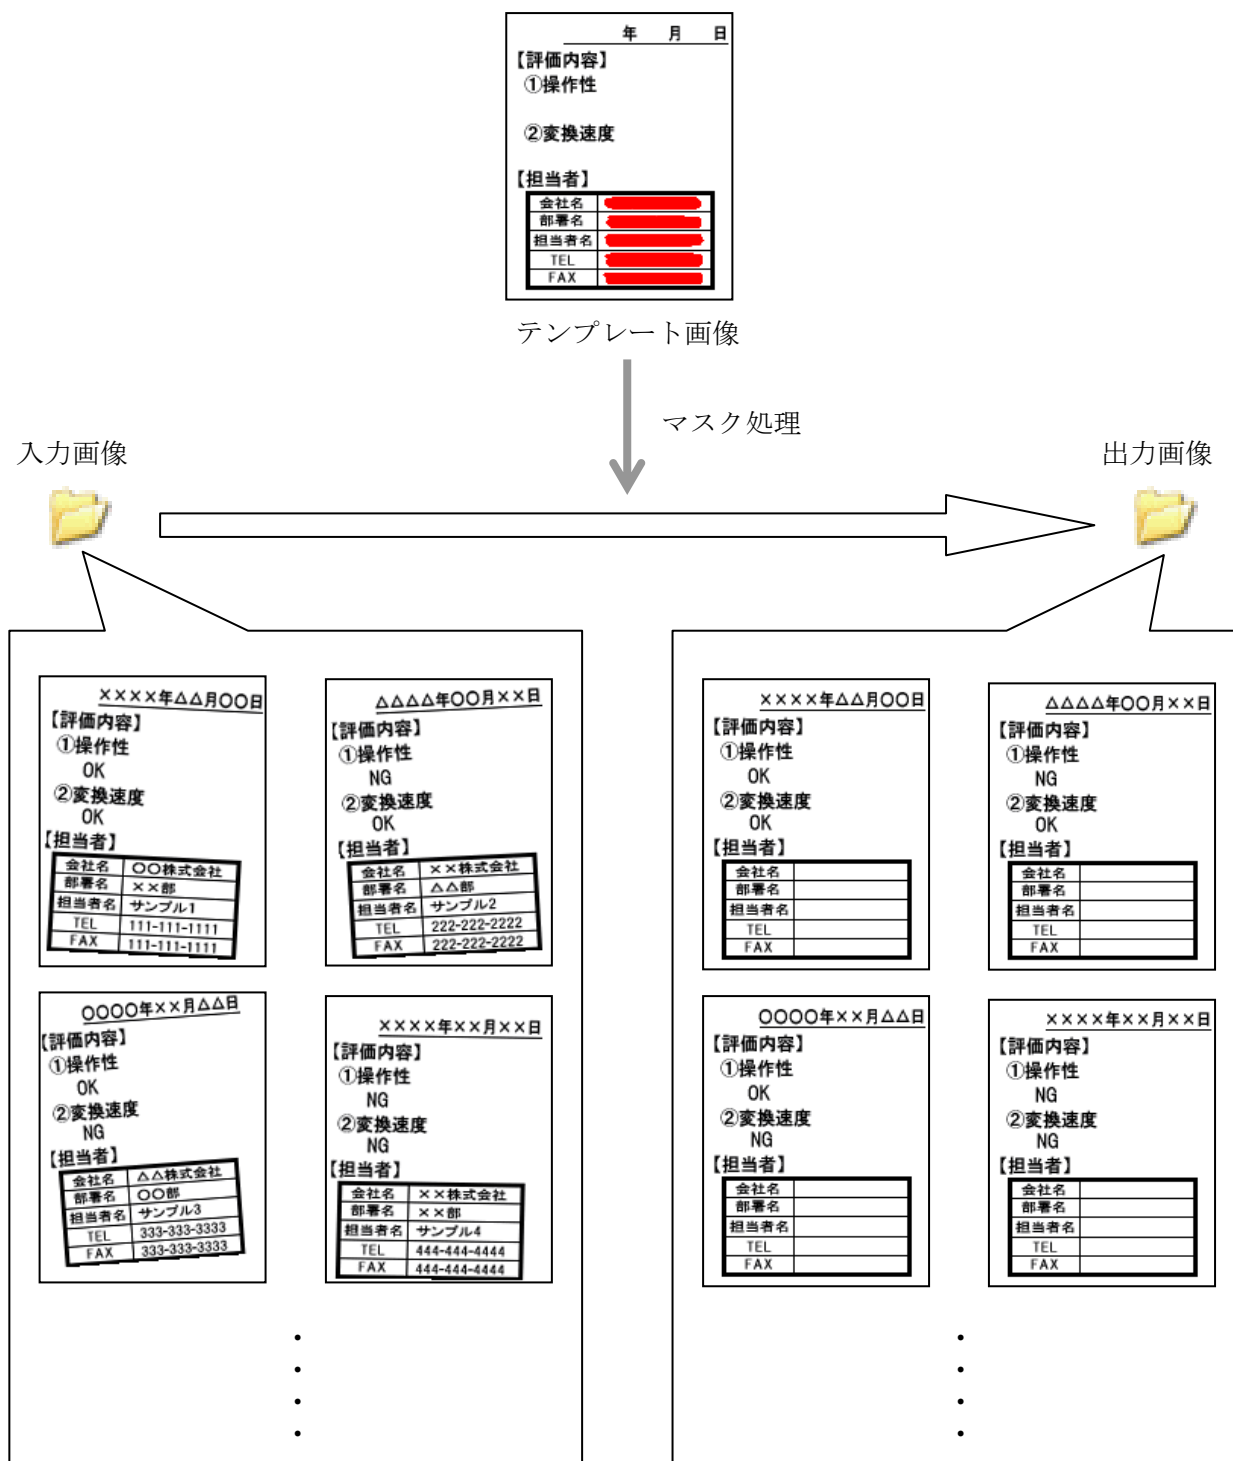 年 月 日
【評価内容】
①操作性
②変換速度
【担当者】
会社名
部署名
担当者名
TEL
FAX
テンプレート画像
マスク処理
入力画像
出力画像
××××年△△月〇〇日
【評価内容】
①操作性
OK
②変換速度
OK
【担当者】
会社名 〇〇株式会社
部署名 ××部
担当者名 サンプル1
TEL 111-111-1111
FAX 111-111-1111
△△△△年〇〇月××日
【評価内容】
①操作性
NG
②変換速度
OK
【担当者】
会社名 ××株式会社
部署名 △△部
担当者名 サンプル2
TEL 222-222-2222
FAX 222-222-2222
〇〇〇〇年××月△△日
【評価内容】
①操作性
OK
②変換速度
NG
【担当者】
会社名 △△株式会社
部署名 〇〇部
担当者名 サンプル3
TEL 333-333-3333
FAX 333-333-3333
××××年××月××日
【評価内容】
①操作性
NG
②変換速度
NG
【担当者】
会社名 ××株式会社
部署名 ××部
担当者名 サンプル4
TEL 444-444-4444
FAX 444-444-4444
××××年△△月〇〇日
【評価内容】
①操作性
OK
②変換速度
OK
【担当者】
会社名
部署名
担当者名
TEL
FAX
△△△△年〇〇月××日
【評価内容】
①操作性
NG
②変換速度
OK
【担当者】
会社名
部署名
担当者名
TEL
FAX
〇〇〇〇年××月△△日
【評価内容】
①操作性
OK
②変換速度
NG
【担当者】
会社名
部署名
担当者名
TEL
FAX
××××年××月××日
【評価内容】
①操作性
NG
②変換速度
NG
【担当者】
会社名
部署名
担当者名
TEL
FAX